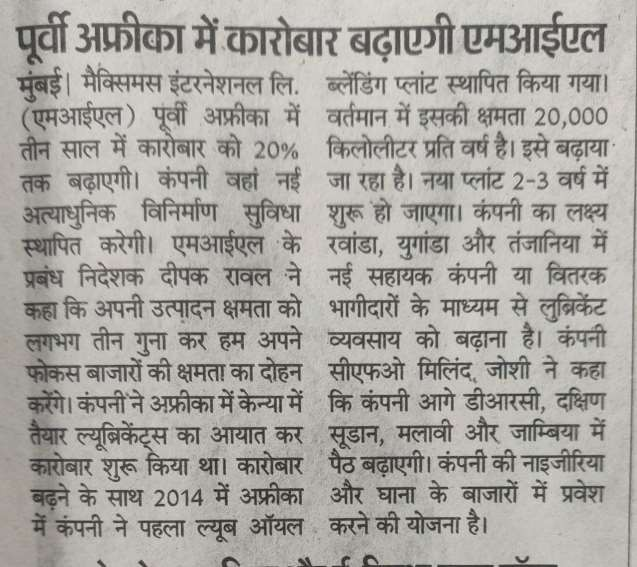 पूर्वी अफ्रीका में कारोबार बढ़ाएगी एमआईएल
मुंबई। मैक्सिमस इंटरनेशनल लि.
(एमआईएल) पूर्वी अफ्रीका में
तीन साल में कारोबार को 20%
तक बढ़ाएगी। कंपनी वहां नई
अत्याधुनिक विनिर्माण सुविधा
स्थापित करेगी। एमआईएल के
प्रबंध निदेशक दीपक रावल ने
कहा कि अपनी उत्पादन क्षमता को
लगभग तीन गुना कर हम अपने
फोकस बाजारों की क्षमता का दोहन
करेंगे। कंपनी ने अफ्रीका में केन्या में
तैयार ल्यूब्रिकेंट्स का आयात कर
कारोबार शुरू किया था। कारोबार
बढ़ने के साथ 2014 में अफ्रीका
में कंपनी ने पहला ल्यूब ऑयल
ब्लेंडिंग प्लांट स्थापित किया गया।
वर्तमान में इसकी क्षमता 20,000
किलोलीटर प्रति वर्ष है। इसे बढ़ाया
जा रहा है। नया प्लांट 2-3 वर्ष में
शुरू हो जाएगा। कंपनी का लक्ष्य
रवांडा, युगांडा और तंजानिया में
नई सहायक कंपनी या वितरक
भागीदारों के माध्यम से लुब्रिकेंट
व्यवसाय को बढ़ाना है। कंपनी
सीएफओ मिलिंद जोशी ने कहा
कि कंपनी आगे डीआरसी, दक्षिण
सूडान, मलावी और जाम्बिया में
पैठ बढ़ाएगी। कंपनी की नाइजीरिया
और घाना के बाजारों में प्रवेश
करने की योजना है।